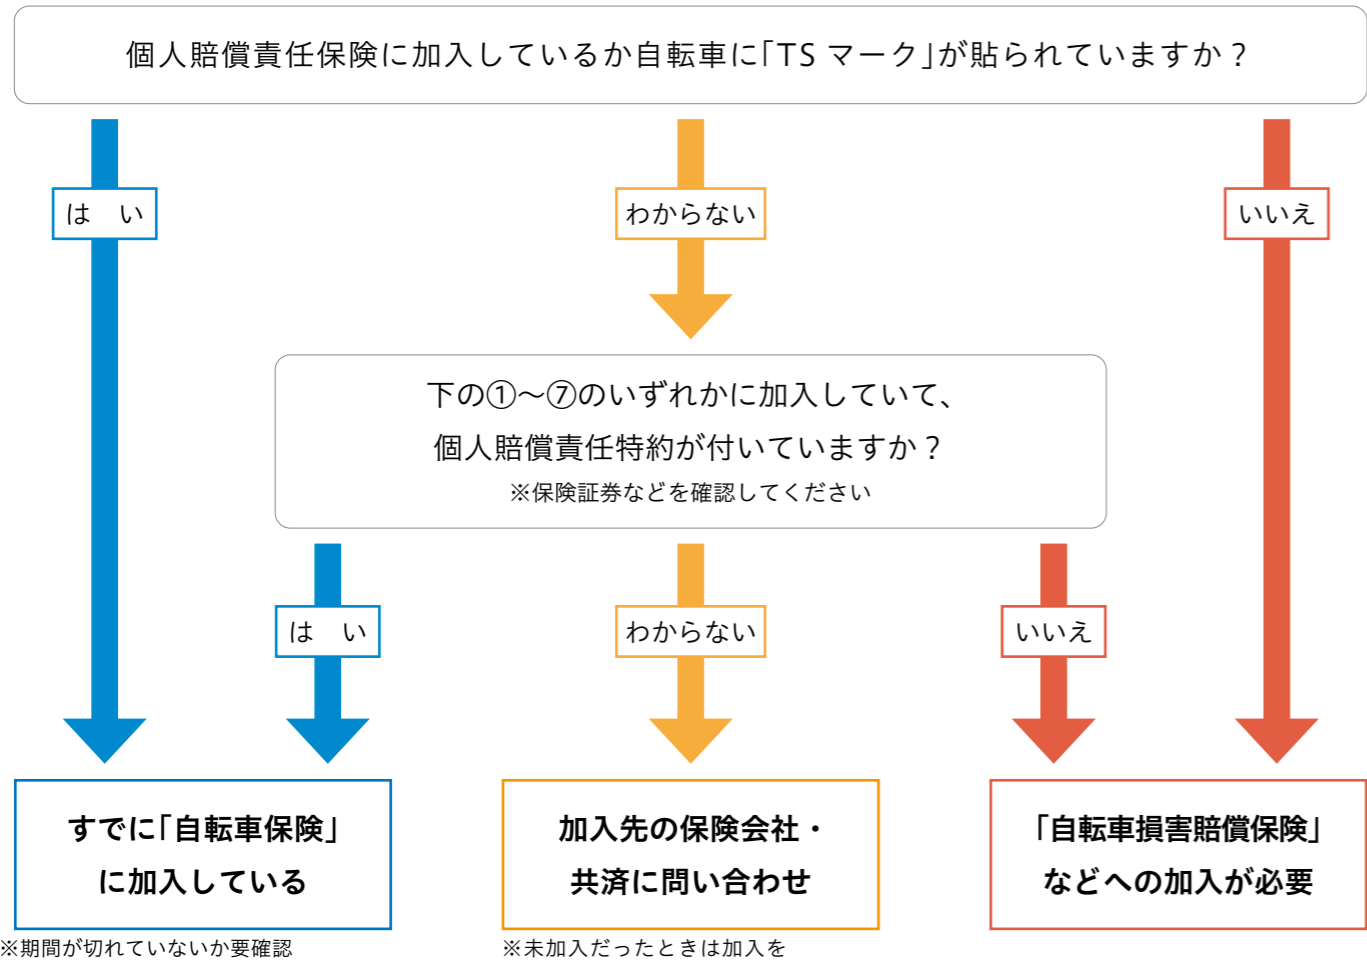 個人賠償責任保険に加入しているか自転車に「TSマーク」が貼られていますか？
は　い
わからない
いいえ
下の①〜⑦のいずれかに加入していて、
個人賠償責任特約が付いていますか？
※保険証券などを確認してください
は　い
わからない
いいえ
すでに「自転車保険」
に加入している
加入先の保険会社・
共済に問い合わせ
「自転車損害賠償保険」
などへの加入が必要
※期間が切れていないか要確認
※未加入だったときは加入を